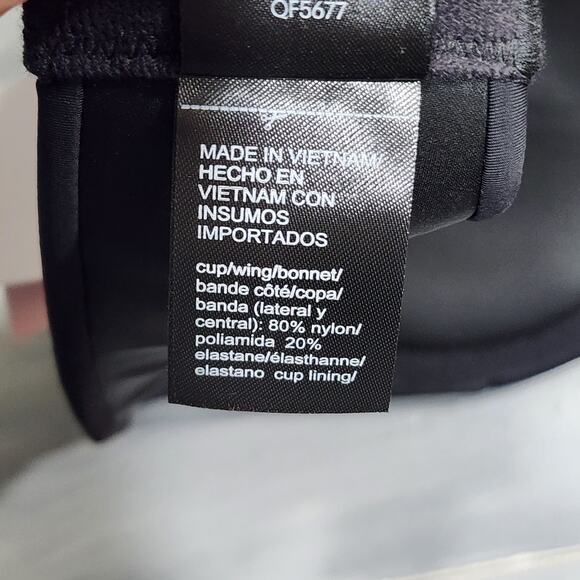 QF5677
MADE IN VIETNAM/
HECHO EN
VIETNAM CON
INSUMOS
IMPORTADOS
cup/wing/bonnet/
bande côté/copa/
banda (lateral y
central): 80% nylon/
poliamida 20%
elastane/élasthanne/
elastano cup lining/